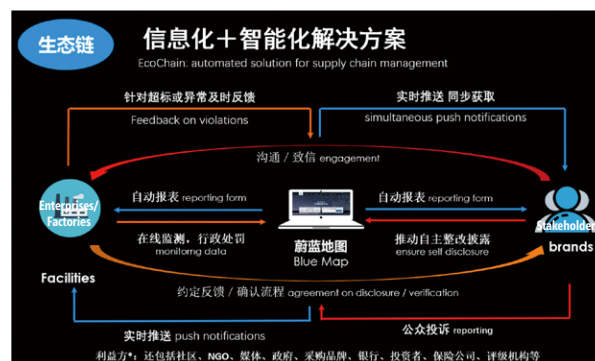 生态链
信息化＋智能化解决方案
EcoChain: automated solution for supply chain management
针对超标或异常及时反馈
Feedback on violations
实时推送 同步获取
simultaneous push notifications
沟通 / 致信 engagement
Enterprises/
Factories
自动报表 reporting form
自动报表 reporting form
Stakeholder
brands
在线监测，行政处罚
monitorng data
蔚蓝地图
Blue Map
推动自主整改披露
ensure self disclosure
Facilities
约定反馈 / 确认流程 agreement on disclosure / verification
实时推送 push notifications
公众投诉 reporting
利益方*：还包括社区、NGO、媒体、政府、采购品牌、银行、投资者、保险公司、评级机构等